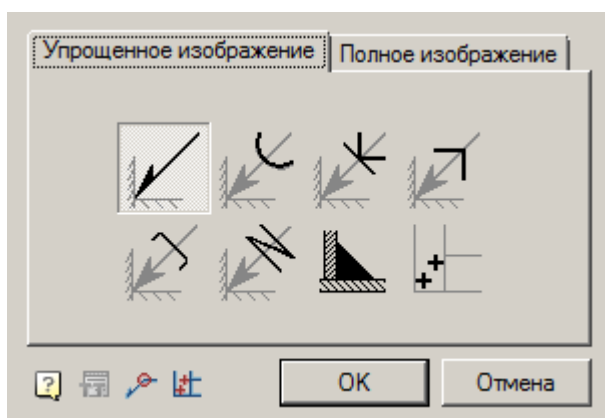 Упрощенное изображение
Полное изображение
OK
Отмена